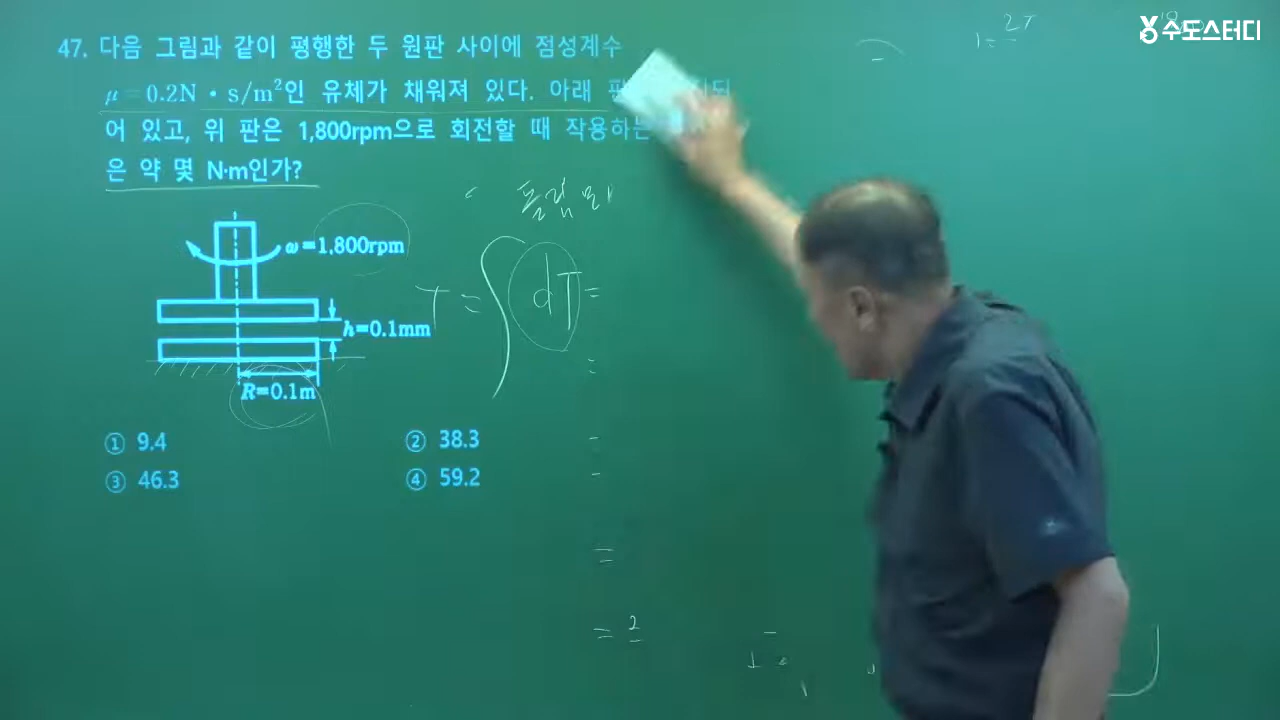 수도스터디
47. 다음 그림과 같이 평행한 두 원판 사이에 점성계수
μ = 0.2N • s/m²인 유체가 채워져 있다. 아래
어 있고, 위 판은 1,800rpm으로 회전할 때 작용하는
은 약 몇 N·m인가?
ω=1,800rpm
h=0.1mm
R=0.1m
T = ∫ dT =
① 9.4
② 38.3
③ 46.3
④ 59.2
= 2